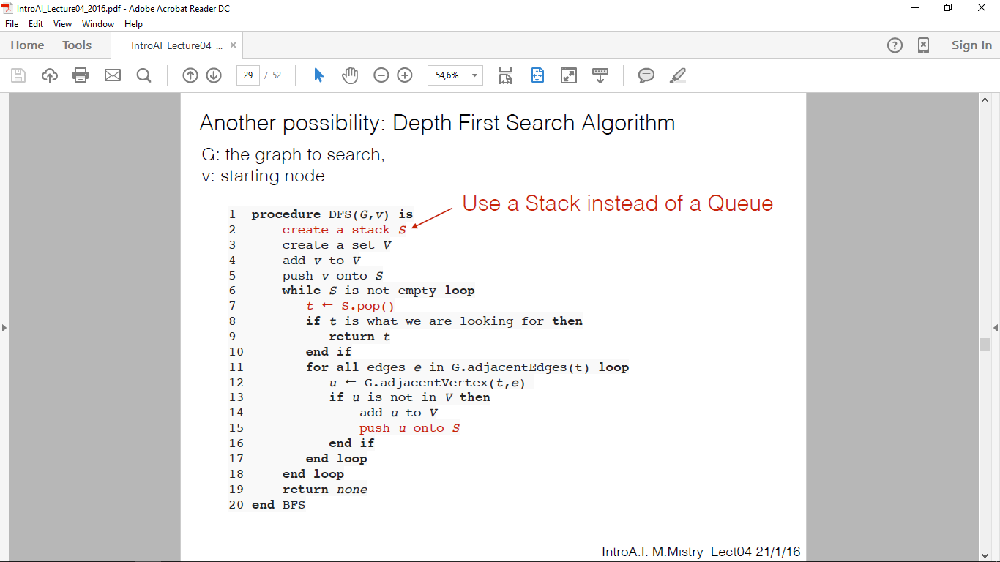 IntroAI_Lecture04_2016.pdf - Adobe Acrobat Reader DC
File Edit View Window Help
Home Tools IntroAI_Lecture04_... × ? Sign In
29 / 52 54,6%
Another possibility: Depth First Search Algorithm
G: the graph to search,
v: starting node
Use a Stack instead of a Queue
1 procedure DFS(G,v) is
2 create a stack S
3 create a set V
4 add v to V
5 push v onto S
6 while S is not empty loop
7 t ← S.pop()
8 if t is what we are looking for then
9 return t
10 end if
11 for all edges e in G.adjacentEdges(t) loop
12 u ← G.adjacentVertex(t,e)
13 if u is not in V then
14 add u to V
15 push u onto S
16 end if
17 end loop
18 end loop
19 return none
20 end BFS
IntroA.I. M.Mistry Lect04 21/1/16